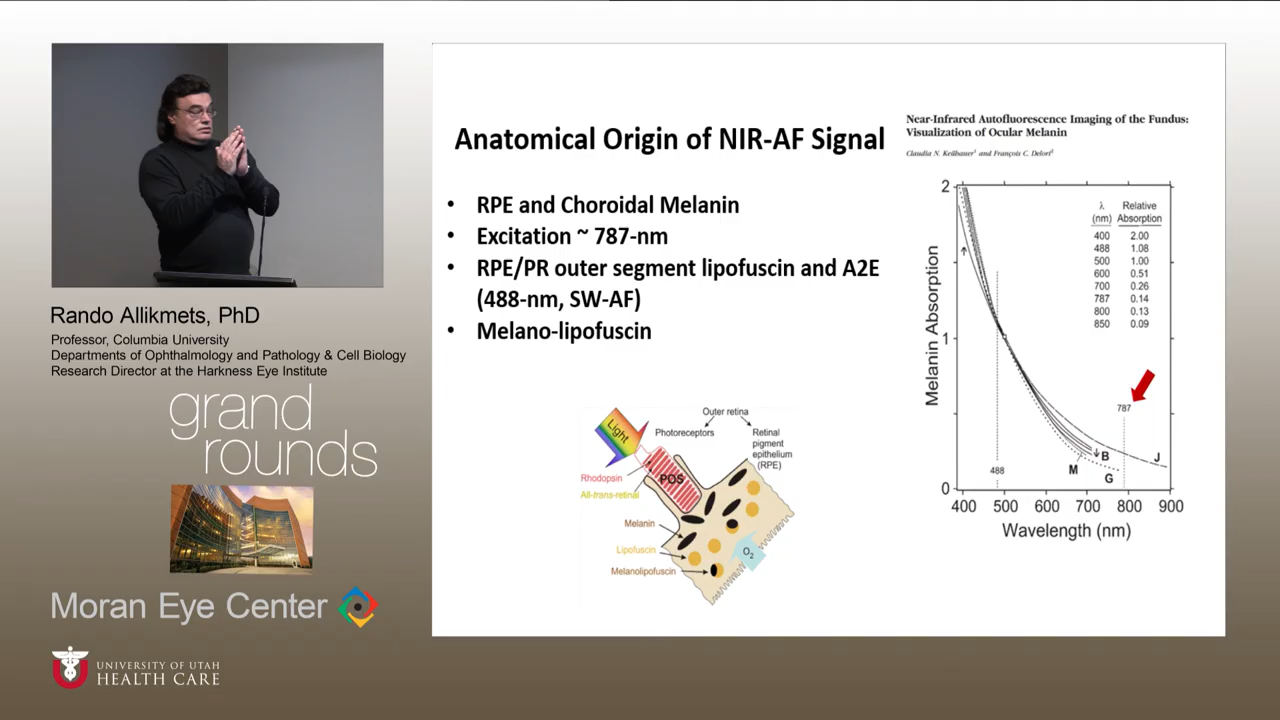 Rando Allikmets, PhD
Professor, Columbia University
Departments of Ophthalmology and Pathology & Cell Biology
Research Director at the Harkness Eye Institute
grand
rounds
Moran Eye Center
UNIVERSITY OF UTAH
HEALTH CARE
Anatomical Origin of NIR-AF Signal
• RPE and Choroidal Melanin
• Excitation ~ 787-nm
• RPE/PR outer segment lipofuscin and A2E
(488-nm, SW-AF)
• Melano-lipofuscin
Light
Outer retina
Photoreceptors
Retinal
pigment
epithelium
(RPE)
Rhodopsin
POS
All-trans-retinal
Melanin
Lipofuscin
O2
Melanolipofuscin
Near-Infrared Autofluorescence Imaging of the Fundus:
Visualization of Ocular Melanin
Claudia N. Keilhauer1 and François C. Delori2
Melanin Absorption
2
1
0
λ Relative
(nm) Absorption
400 2.00
488 1.08
500 1.00
600 0.51
700 0.26
787 0.14
800 0.13
850 0.09
787
488
B
J
M
G
400 500 600 700 800 900
Wavelength (nm)